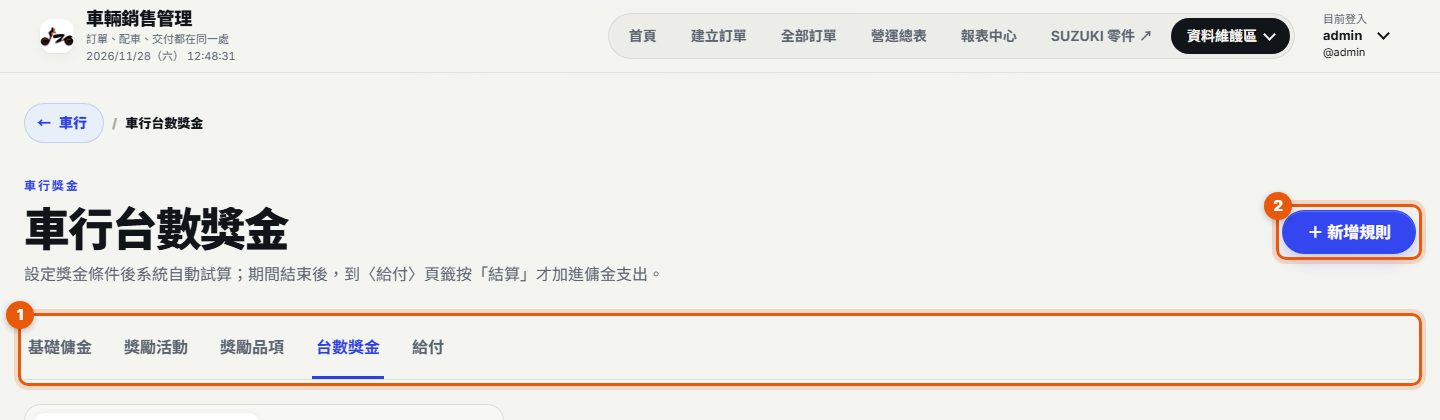 車輛銷售管理
訂單、配車、交付都在同一處
2026/11/28（六） 12:48:31
首頁 建立訂單 全部訂單 營運總表 報表中心 SUZUKI 零件 ↗ 資料維護區
目前登入
admin
@admin
← 車行 / 車行台數獎金
車行獎金
車行台數獎金
2
＋ 新增規則
設定獎金條件後系統自動試算；期間結束後，到〈給付〉頁籤按「結算」才加進傭金支出。
1
基礎傭金 獎勵活動 獎勵品項 台數獎金 給付